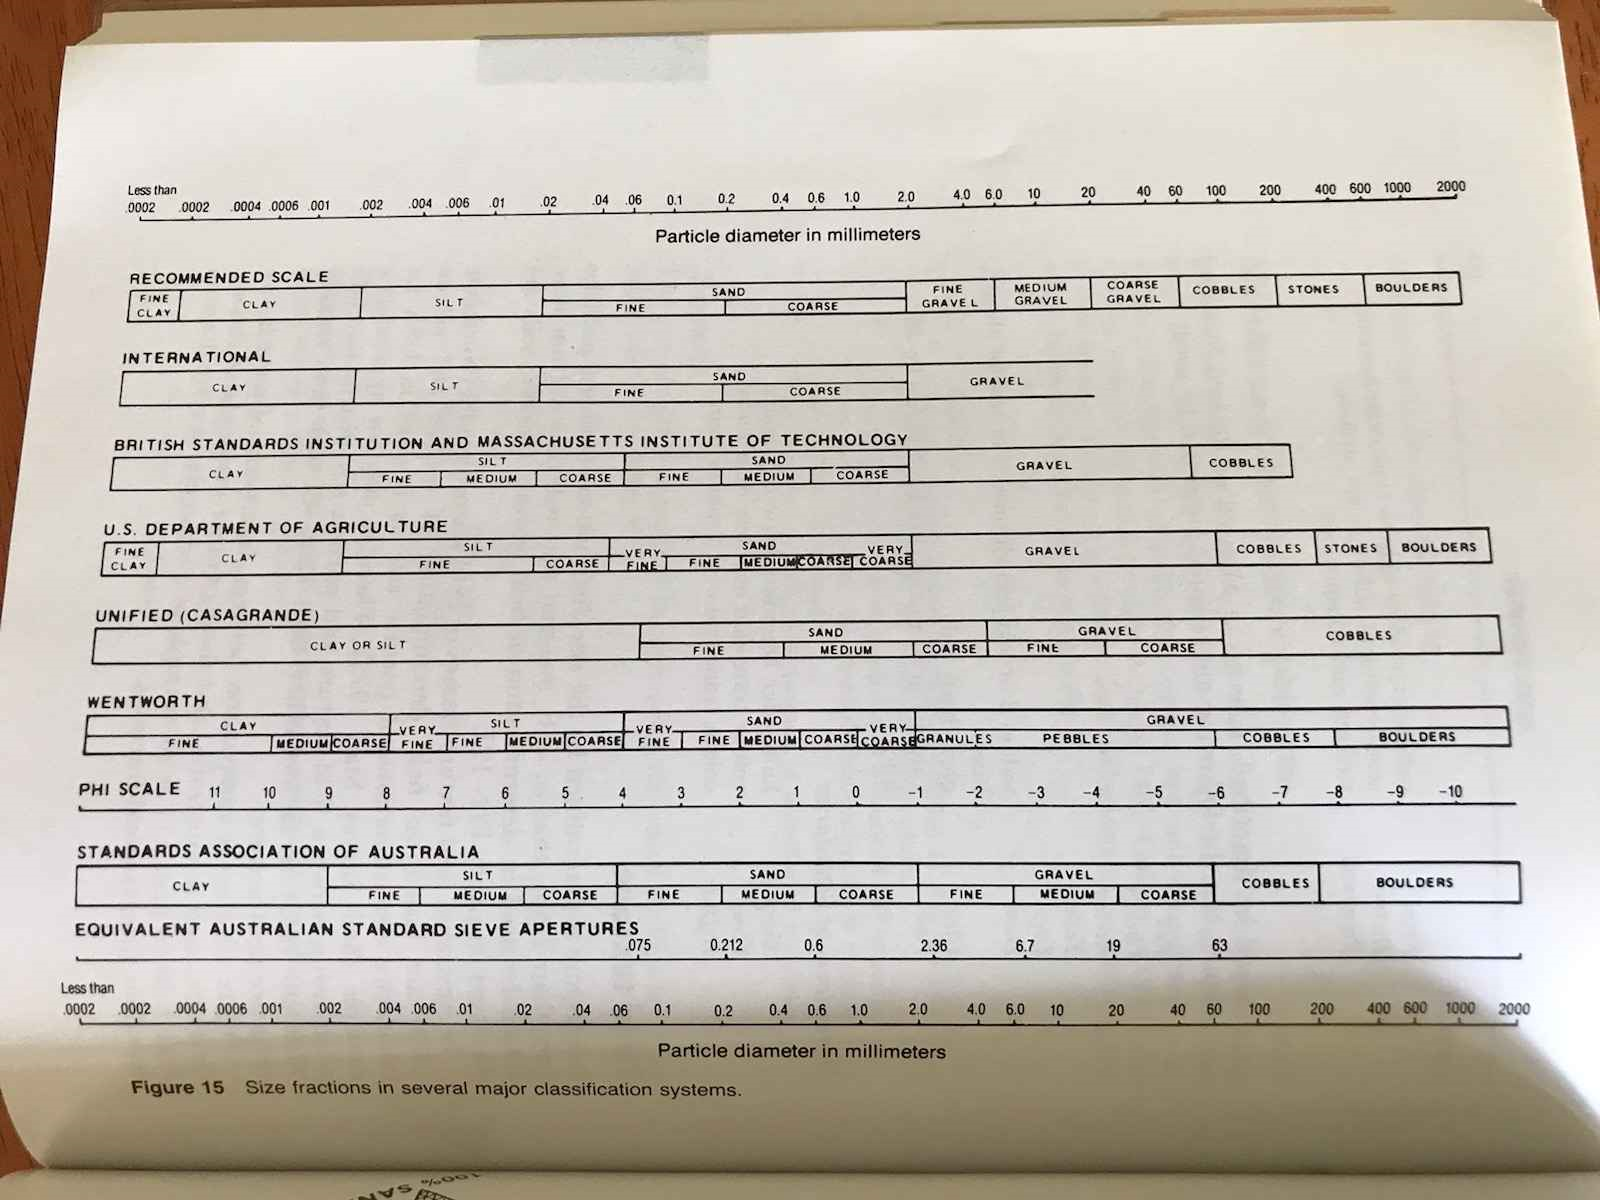 Less than
.0002 .0002 .0004 .0006 .001 .002 .004 .006 .01 .02 .04 .06 0.1 0.2 0.4 0.6 1.0 2.0 4.0 6.0 10 20 40 60 100 200 400 600 1000 2000
Particle diameter in millimeters
RECOMMENDED SCALE
FINE CLAY CLAY SILT SAND FINE GRAVEL MEDIUM GRAVEL COARSE GRAVEL COBBLES STONES BOULDERS
FINE COARSE
INTERNATIONAL
CLAY SILT SAND GRAVEL
FINE COARSE
BRITISH STANDARDS INSTITUTION AND MASSACHUSETTS INSTITUTE OF TECHNOLOGY
CLAY SILT SAND GRAVEL COBBLES
FINE MEDIUM COARSE FINE MEDIUM COARSE
U.S. DEPARTMENT OF AGRICULTURE
FINE CLAY CLAY SILT SAND GRAVEL COBBLES STONES BOULDERS
FINE COARSE VERY FINE FINE MEDIUM COARSE VERY COARSE
UNIFIED (CASAGRANDE)
CLAY OR SILT SAND GRAVEL COBBLES
FINE MEDIUM COARSE FINE COARSE
WENTWORTH
CLAY SILT SAND GRAVEL
FINE MEDIUM COARSE VERY FINE FINE MEDIUM COARSE VERY FINE FINE MEDIUM COARSE VERY COARSE GRANULES PEBBLES COBBLES BOULDERS
PHI SCALE 11 10 9 8 7 6 5 4 3 2 1 0 -1 -2 -3 -4 -5 -6 -7 -8 -9 -10
STANDARDS ASSOCIATION OF AUSTRALIA
CLAY SILT SAND GRAVEL COBBLES BOULDERS
FINE MEDIUM COARSE FINE MEDIUM COARSE FINE MEDIUM COARSE
EQUIVALENT AUSTRALIAN STANDARD SIEVE APERTURES
.075 0.212 0.6 2.36 6.7 19 63
Less than
.0002 .0002 .0004 .0006 .001 .002 .004 .006 .01 .02 .04 .06 0.1 0.2 0.4 0.6 1.0 2.0 4.0 6.0 10 20 40 60 100 200 400 600 1000 2000
Particle diameter in millimeters
Figure 15 Size fractions in several major classification systems.